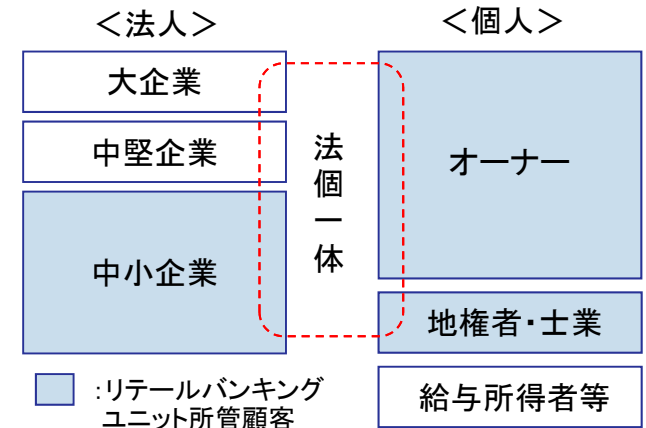 ＜法人＞
＜個人＞
大企業
中堅企業
中小企業
法個一体
オーナー
地権者・士業
給与所得者等
:リテールバンキング
ユニット所管顧客